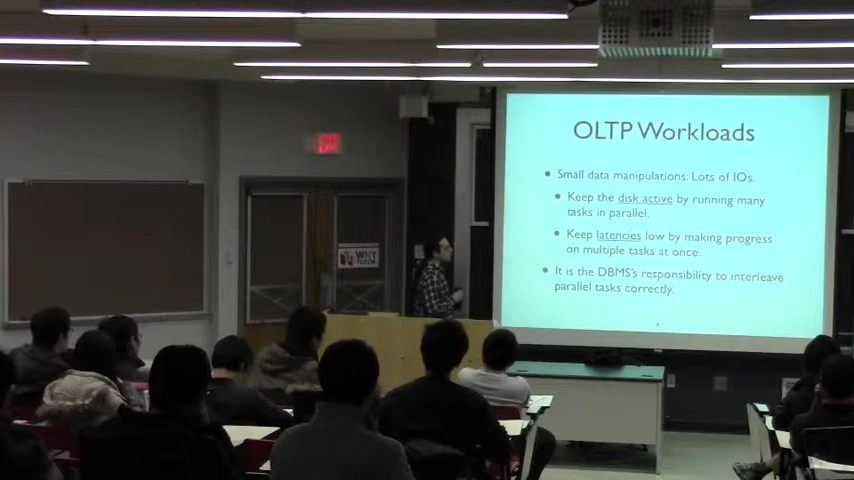 OLTP Workloads
• Small data manipulations: Lots of IOs.
• Keep the disk active by running many
tasks in parallel.
• Keep latencies low by making progress
on multiple tasks at once.
• It is the DBMS's responsibility to interleave
parallel tasks correctly.
WHY
TUTOR